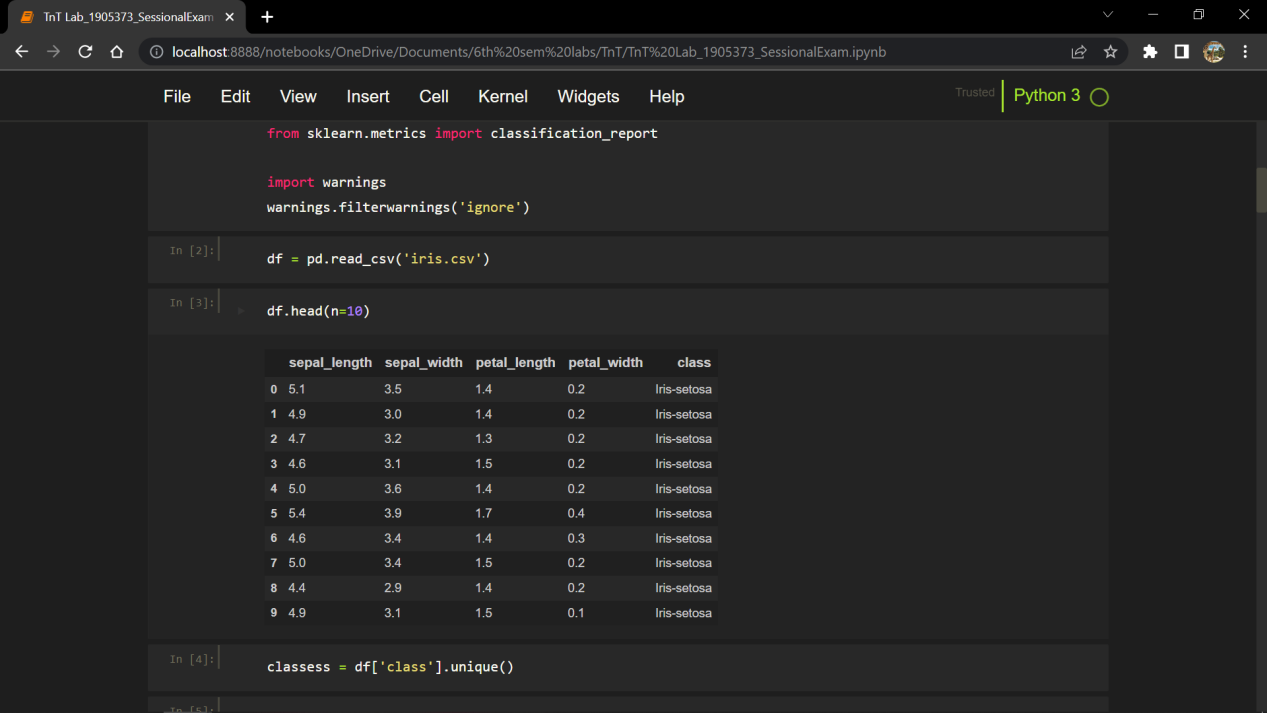 TnT Lab_1905373_SessionalExam
localhost:8888/notebooks/OneDrive/Documents/6th%20sem%20labs/TnT/TnT%20Lab_1905373_SessionalExam.ipynb
File Edit View Insert Cell Kernel Widgets Help Trusted Python 3
from sklearn.metrics import classification_report
import warnings
warnings.filterwarnings('ignore')
In [2]: df = pd.read_csv('iris.csv')
In [3]: df.head(n=10)
sepal_length sepal_width petal_length petal_width class
0 5.1 3.5 1.4 0.2 Iris-setosa
1 4.9 3.0 1.4 0.2 Iris-setosa
2 4.7 3.2 1.3 0.2 Iris-setosa
3 4.6 3.1 1.5 0.2 Iris-setosa
4 5.0 3.6 1.4 0.2 Iris-setosa
5 5.4 3.9 1.7 0.4 Iris-setosa
6 4.6 3.4 1.4 0.3 Iris-setosa
7 5.0 3.4 1.5 0.2 Iris-setosa
8 4.4 2.9 1.4 0.2 Iris-setosa
9 4.9 3.1 1.5 0.1 Iris-setosa
In [4]: classess = df['class'].unique()
In [5]: